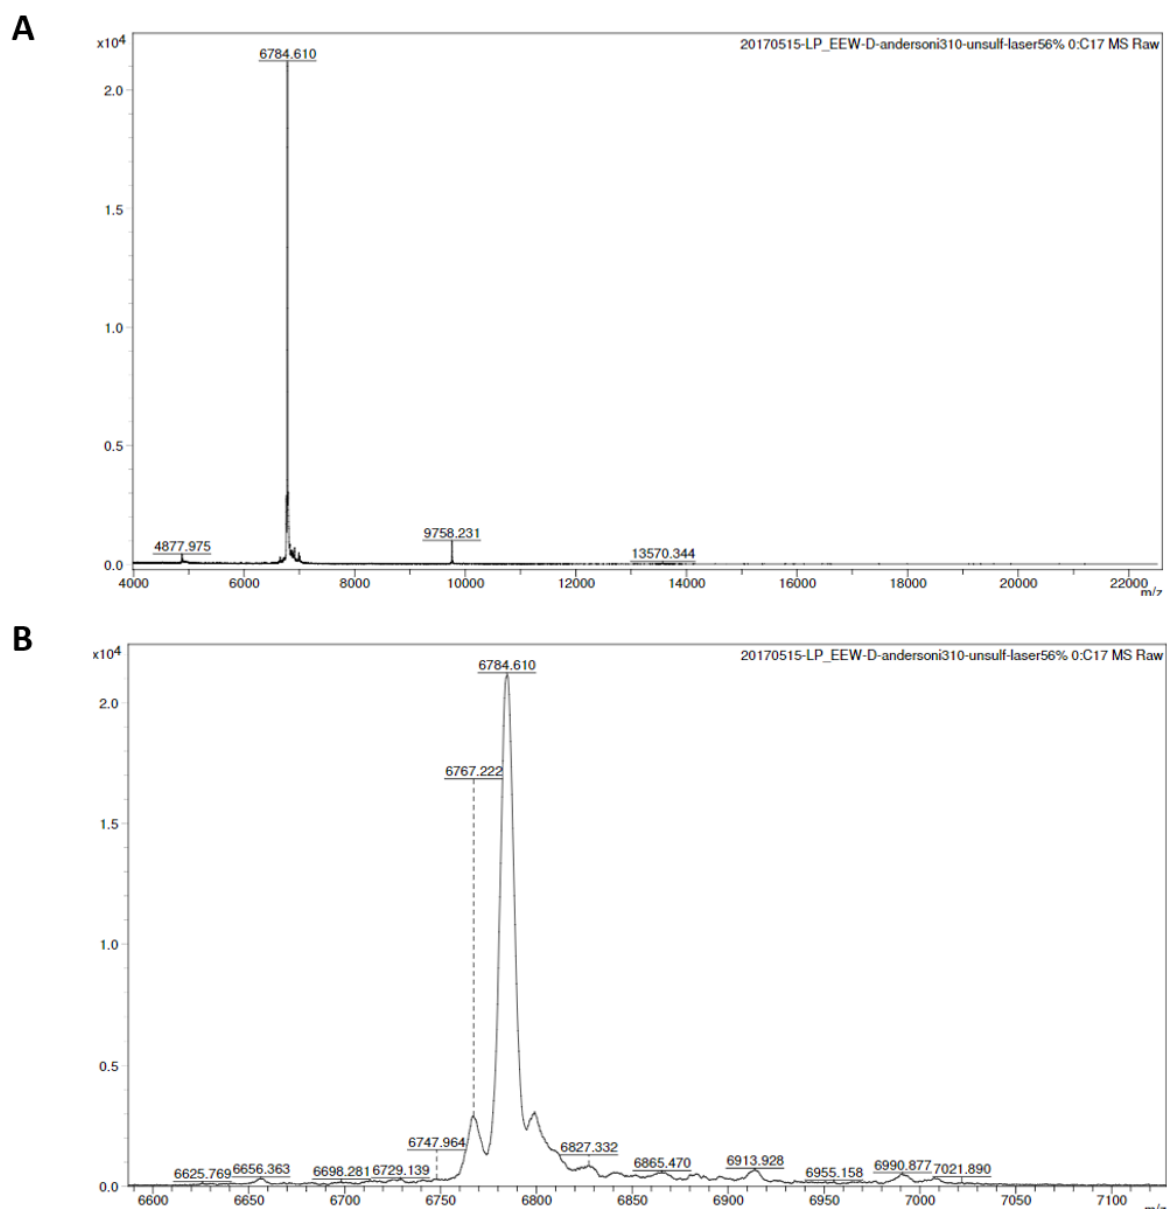 A
x10⁴
20170515-LP_EEW-D-andersoni310-unsulf-laser56% 0:C17 MS Raw
6784.610
2.0
1.5
1.0
0.5
9758.231
4877.975
13570.344
0.0
4000 6000 8000 10000 12000 14000 16000 18000 20000 22000
m/z
B
x10⁴
20170515-LP_EEW-D-andersoni310-unsulf-laser56% 0:C17 MS Raw
6784.610
2.0
6767.222
1.5
1.0
0.5
6747.964
6827.332
6625.769 6656.363 6698.281 6729.139 6865.470 6913.928 6955.158 6990.877 7021.890
0.0
6600 6650 6700 6750 6800 6850 6900 6950 7000 7050 7100
m/z